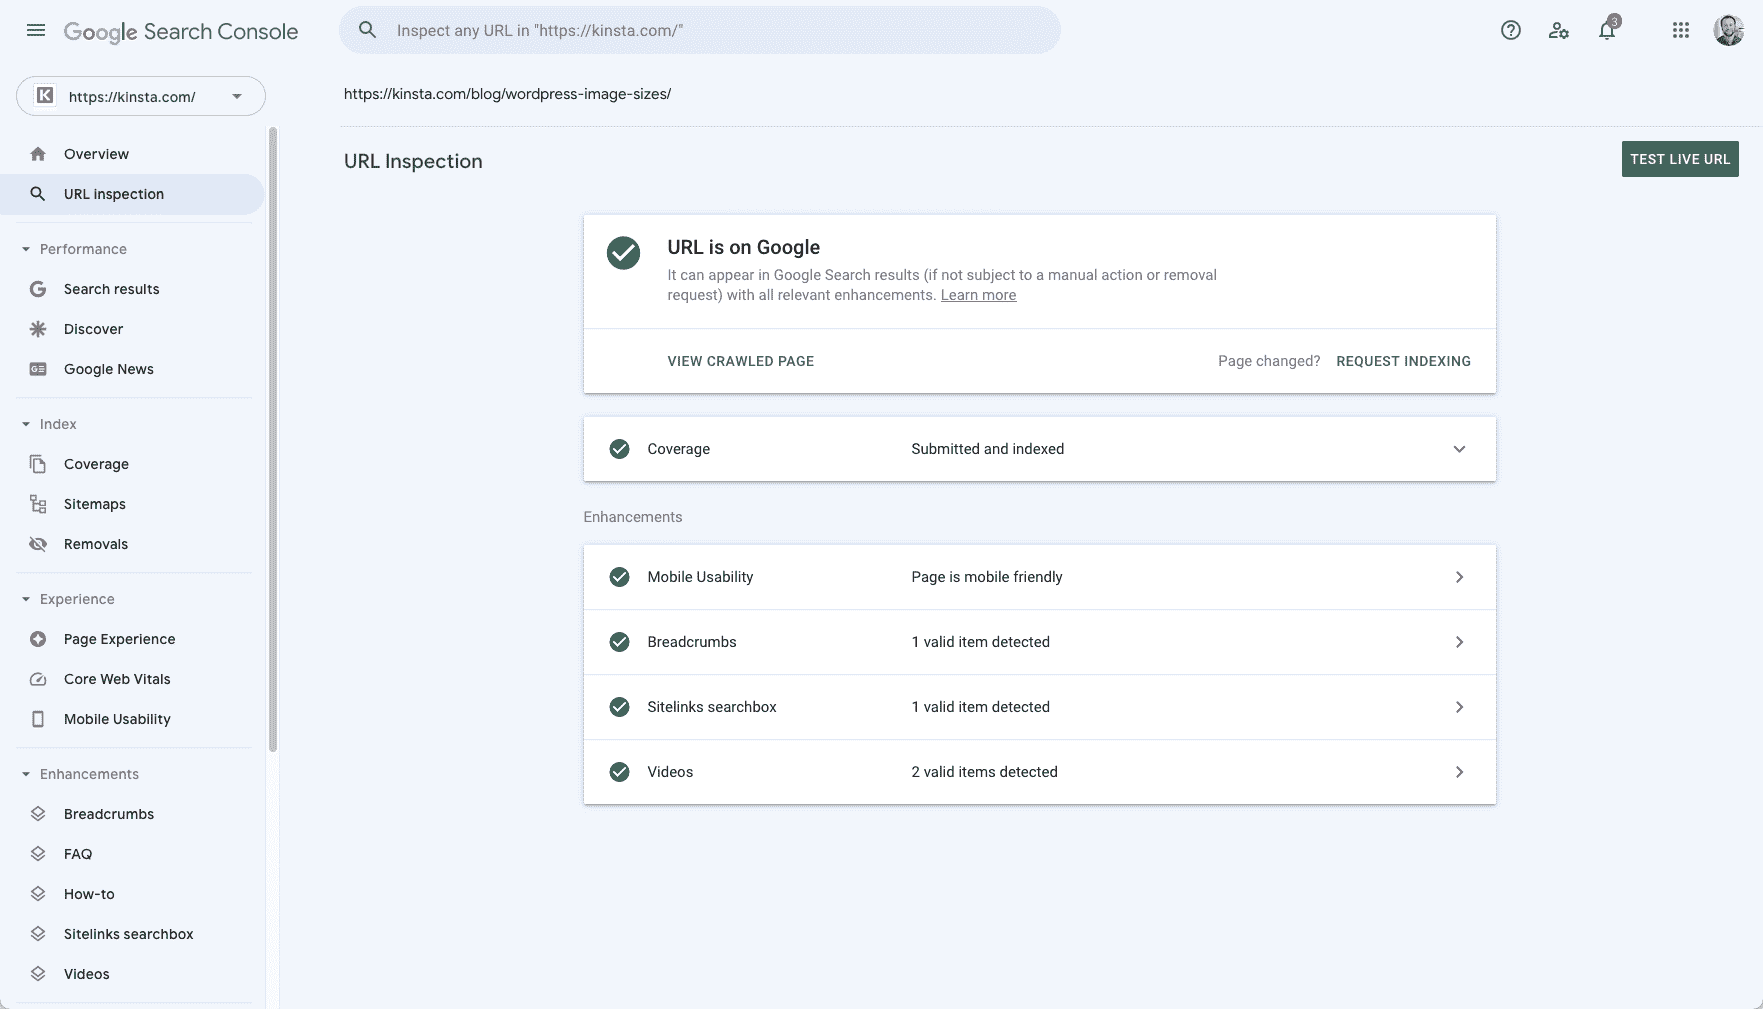 Google Search Console
Inspect any URL in "https://kinsta.com/"
3
K
https://kinsta.com/
https://kinsta.com/blog/wordpress-image-sizes/
Overview
URL inspection
Performance
Search results
Discover
Google News
Index
Coverage
Sitemaps
Removals
Experience
Page Experience
Core Web Vitals
Mobile Usability
Enhancements
Breadcrumbs
FAQ
How-to
Sitelinks searchbox
Videos
URL Inspection
TEST LIVE URL
URL is on Google
It can appear in Google Search results (if not subject to a manual action or removal
request) with all relevant enhancements. Learn more
VIEW CRAWLED PAGE
Page changed? REQUEST INDEXING
Coverage Submitted and indexed
Enhancements
Mobile Usability Page is mobile friendly
Breadcrumbs 1 valid item detected
Sitelinks searchbox 1 valid item detected
Videos 2 valid items detected